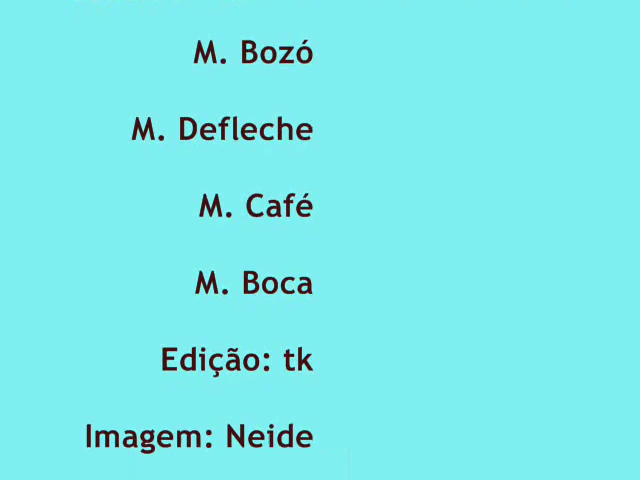 M. Bozó
M. Defleche
M. Café
M. Boca
Edição: tk
Imagem: Neide